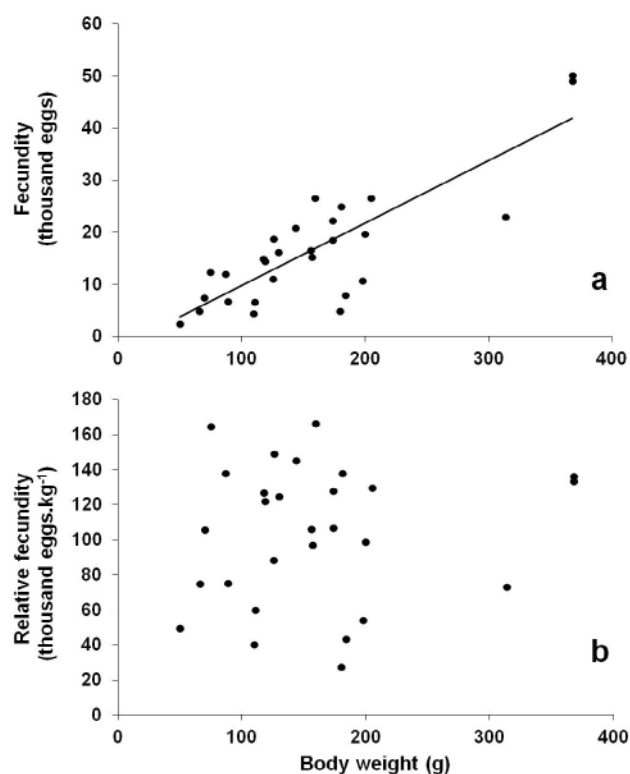 60
50
40
30
20
10
0
Fecundity
(thousand eggs)
a
0 100 200 300 400
180
160
140
120
100
80
60
40
20
0
Relative fecundity
(thousand eggs.kg-1)
b
0 100 200 300 400
Body weight (g)